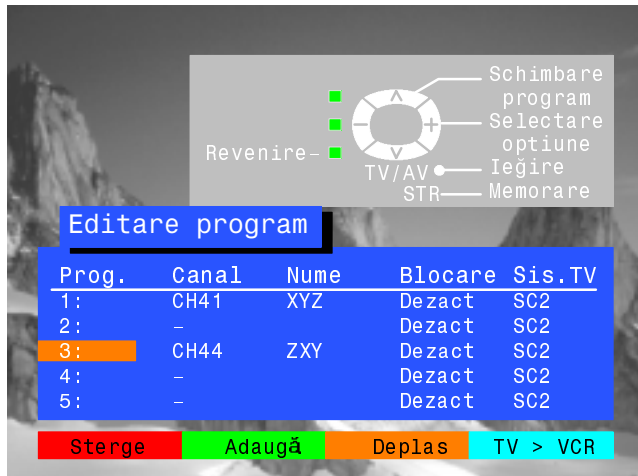 Schimbare
program
Selectare
optiune
Revenire
TV/AV
Ieğire
STR
Memorare
Editare program
Prog. Canal Nume Blocare Sis.TV
1: CH41 XYZ Dezact SC2
2: – Dezact SC2
3: CH44 ZXY Dezact SC2
4: – Dezact SC2
5: – Dezact SC2
Sterge Adaugă Deplas TV > VCR